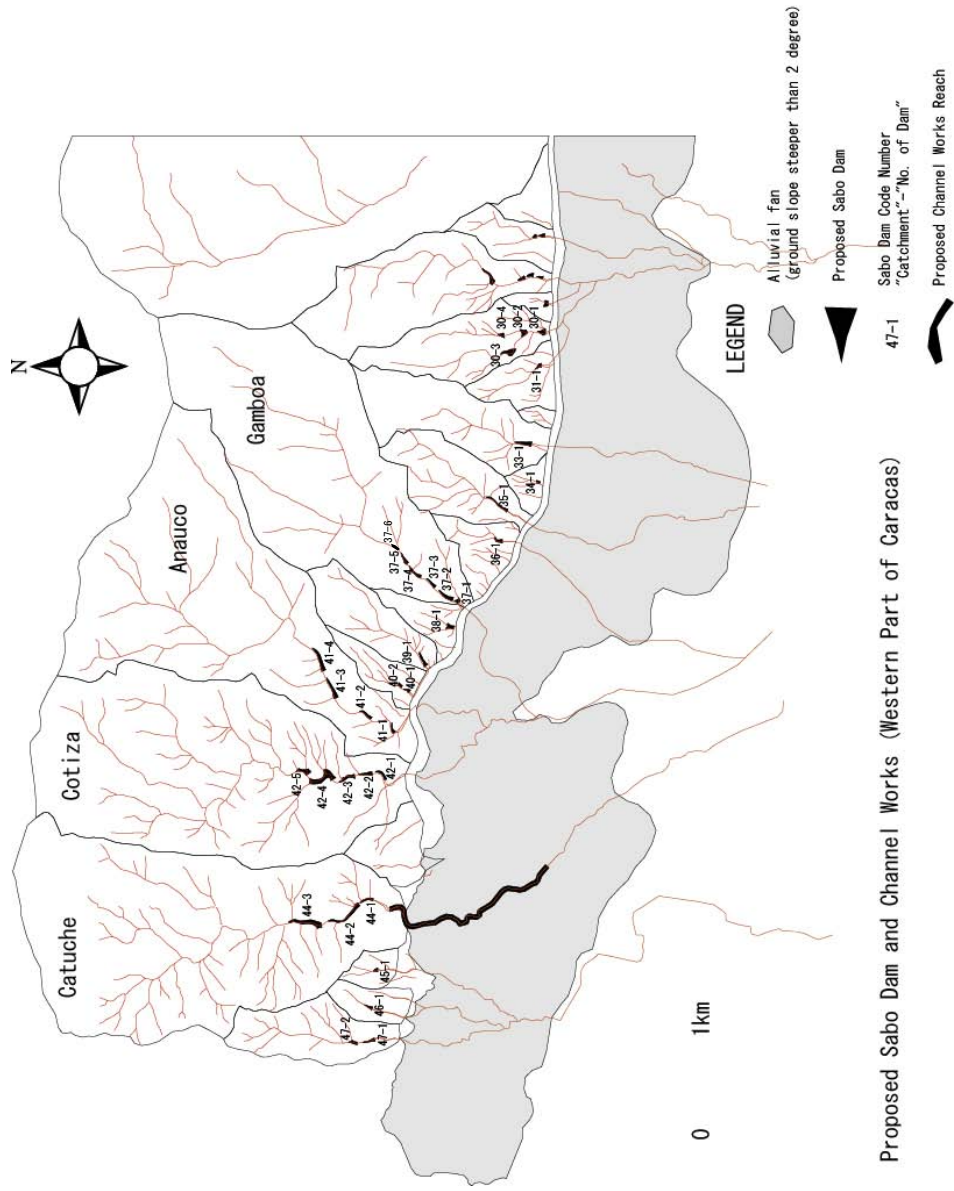 N
Catuche
Cotiza
Anauco
Gamboa
47-2
47-1
46-1
45-1
44-3
44-2
44-1
42-5
42-4
42-3
42-2
42-1
41-4
41-3
41-2
41-1
40-2
40-1
39-1
38-1
37-6
37-5
37-4
37-3
37-2
37-1
36-1
35-1
34-1
33-1
31-1
30-3
30-4
30-2
30-1
0 1km
LEGEND
Alluvial fan
(ground slope steeper than 2 degree)
Proposed Sabo Dam
47-1
Sabo Dam Code Number
"Catchment"-"No. of Dam"
Proposed Channel Works Reach
Proposed Sabo Dam and Channel Works (Western Part of Caracas)